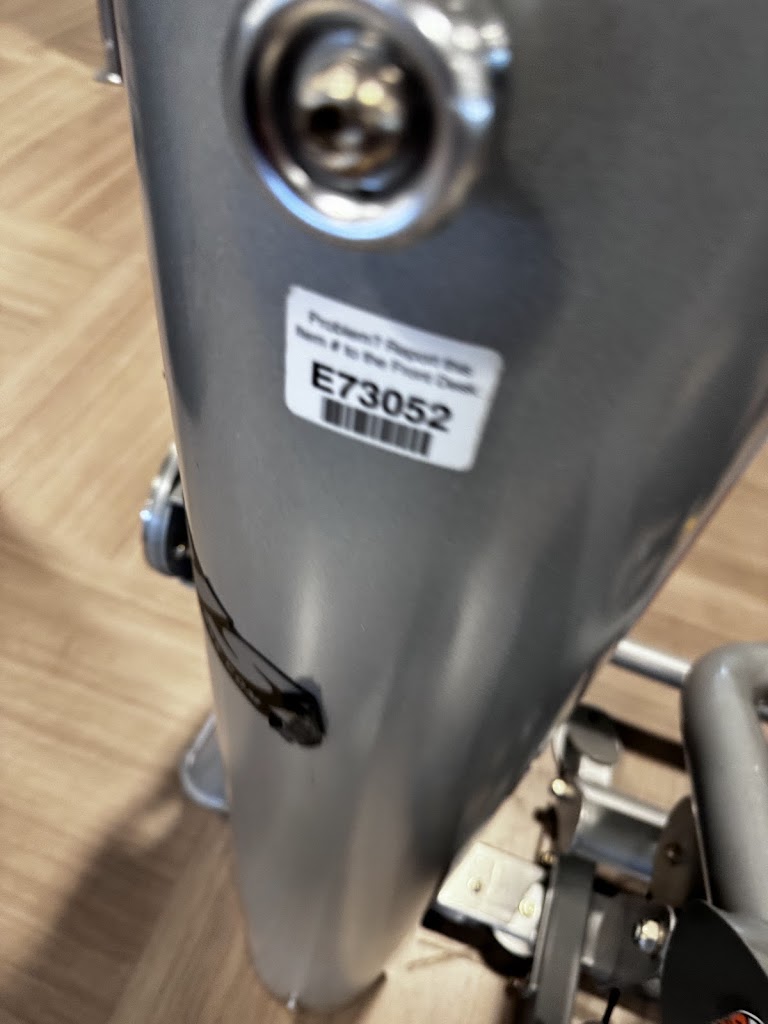 Problem? Report this
Item # to the Front Desk
E73052